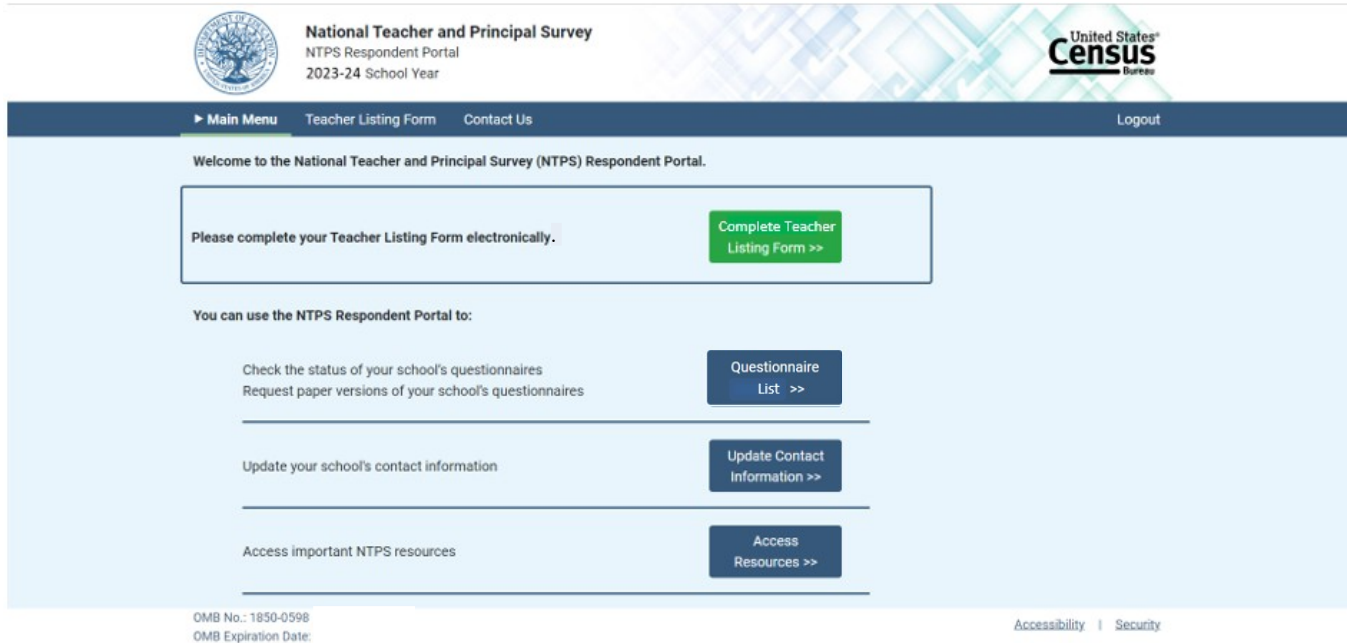 National Teacher and Principal Survey
NTPS Respondent Portal
2023-24 School Year
United States®
Census
Bureau
► Main Menu Teacher Listing Form Contact Us Logout
Welcome to the National Teacher and Principal Survey (NTPS) Respondent Portal.
Please complete your Teacher Listing Form electronically.
Complete Teacher
Listing Form >>
You can use the NTPS Respondent Portal to:
Check the status of your school's questionnaires
Request paper versions of your school's questionnaires
Questionnaire
List >>
Update your school's contact information
Update Contact
Information >>
Access important NTPS resources
Access
Resources >>
OMB No.: 1850-0598
OMB Expiration Date:
Accessibility | Security